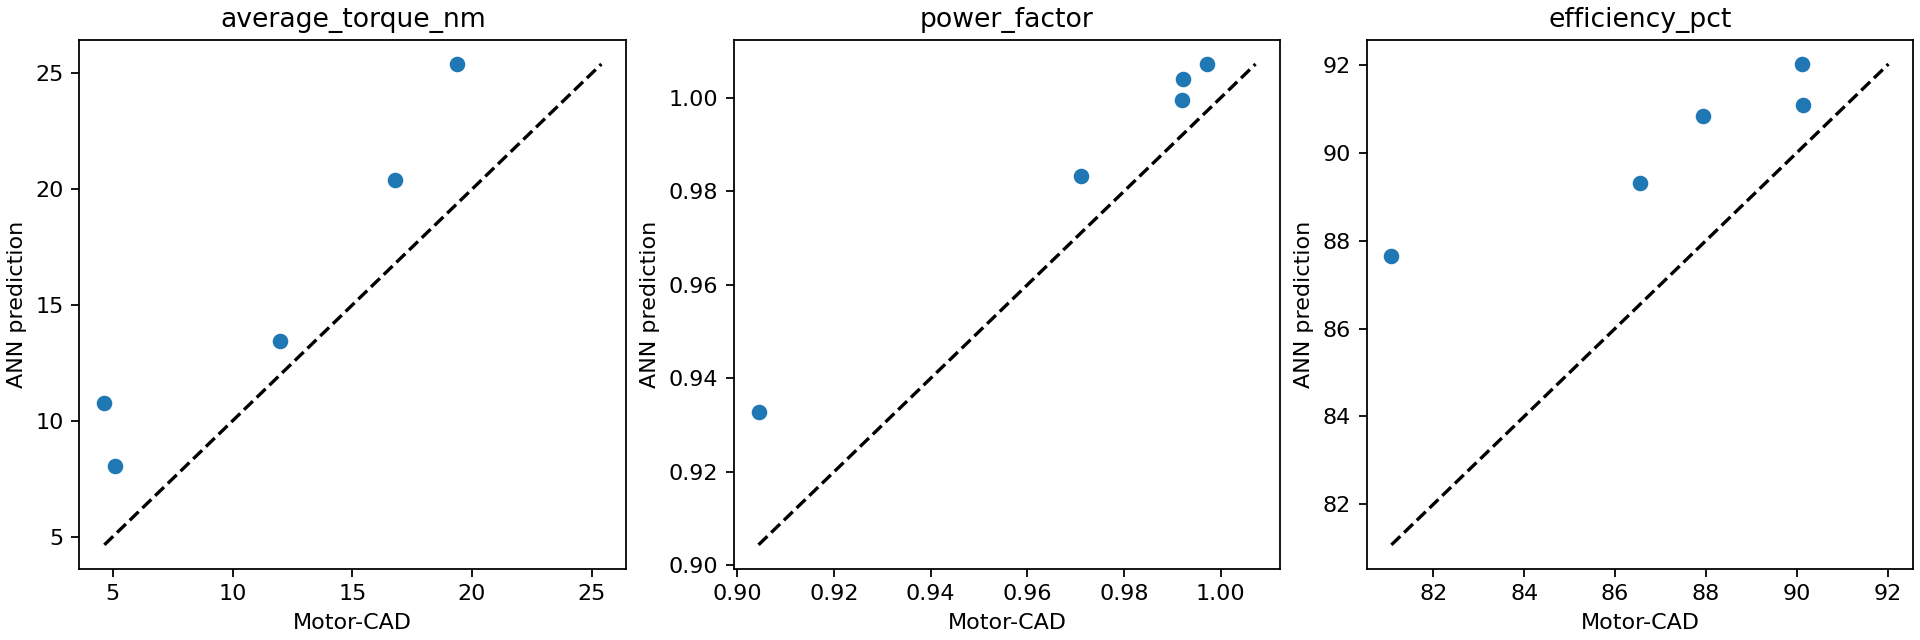 average_torque_nm
25
20
15
10
5
5 10 15 20 25
ANN prediction
Motor-CAD
power_factor
1.00
0.98
0.96
0.94
0.92
0.90
0.90 0.92 0.94 0.96 0.98 1.00
ANN prediction
Motor-CAD
efficiency_pct
92
90
88
86
84
82
82 84 86 88 90 92
ANN prediction
Motor-CAD